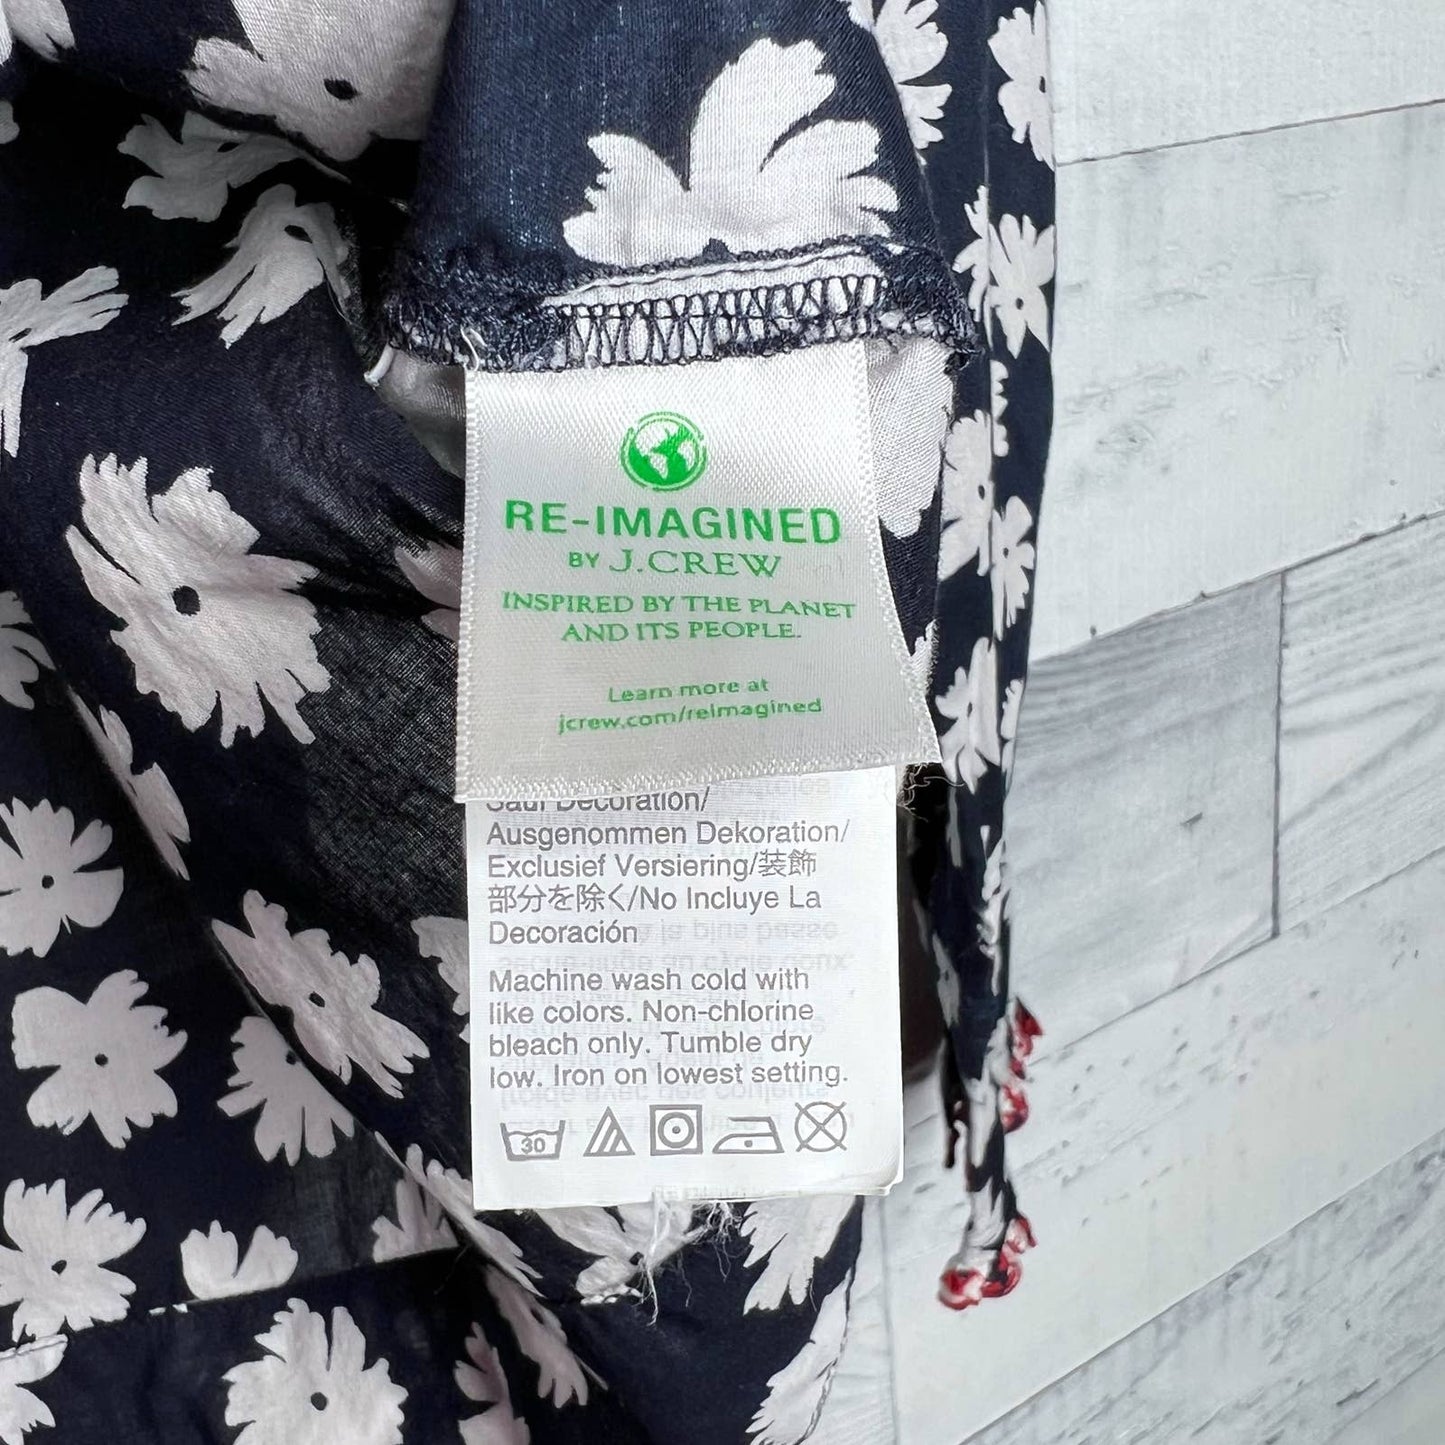 RE-IMAGINED
BY J.CREW
INSPIRED BY THE PLANET
AND ITS PEOPLE.
Learn more at
jcrew.com/reimagined
Sauf Décoration/
Ausgenommen Dekoration/
Exclusief Versiering/装飾
部分を除く/No Incluye La
Decoración
Machine wash cold with
like colors. Non-chlorine
bleach only. Tumble dry
low. Iron on lowest setting.
30